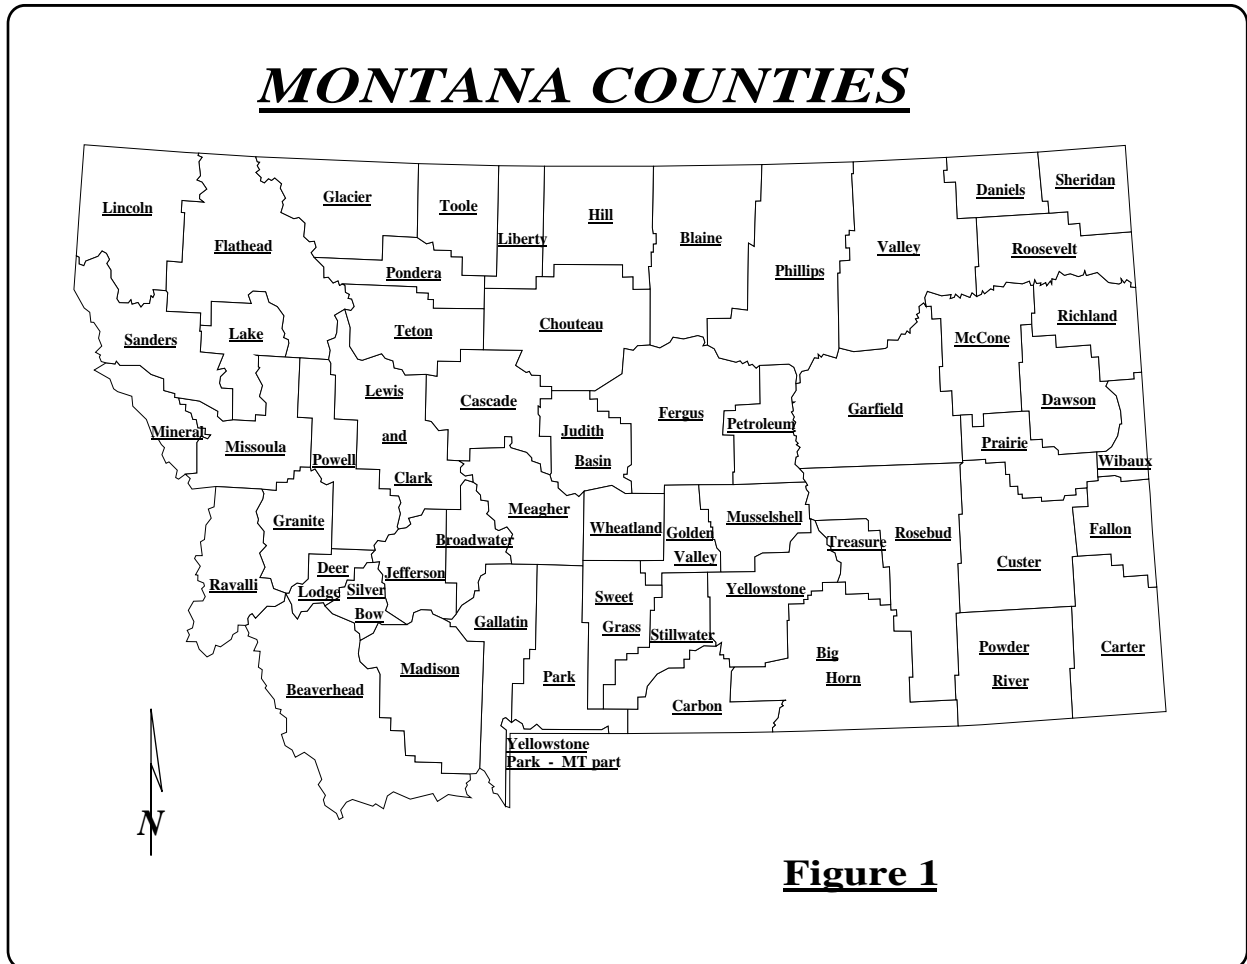 MONTANA COUNTIES
Lincoln
Flathead
Glacier
Toole
Liberty
Hill
Blaine
Phillips
Valley
Daniels
Sheridan
Roosevelt
Pondera
Teton
Chouteau
Sanders
Lake
Richland
McCone
Lewis
and
Clark
Cascade
Fergus
Petroleum
Garfield
Dawson
Judith
Basin
Mineral
Missoula
Powell
Prairie
Wibaux
Granite
Meagher
Wheatland
Golden
Valley
Musselshell
Treasure
Rosebud
Custer
Fallon
Broadwater
Jefferson
Deer
Lodge
Silver
Bow
Ravalli
Gallatin
Sweet
Grass
Stillwater
Yellowstone
Big
Horn
Powder
River
Carter
Beaverhead
Madison
Park
Carbon
Yellowstone
Park - MT part
N
Figure 1